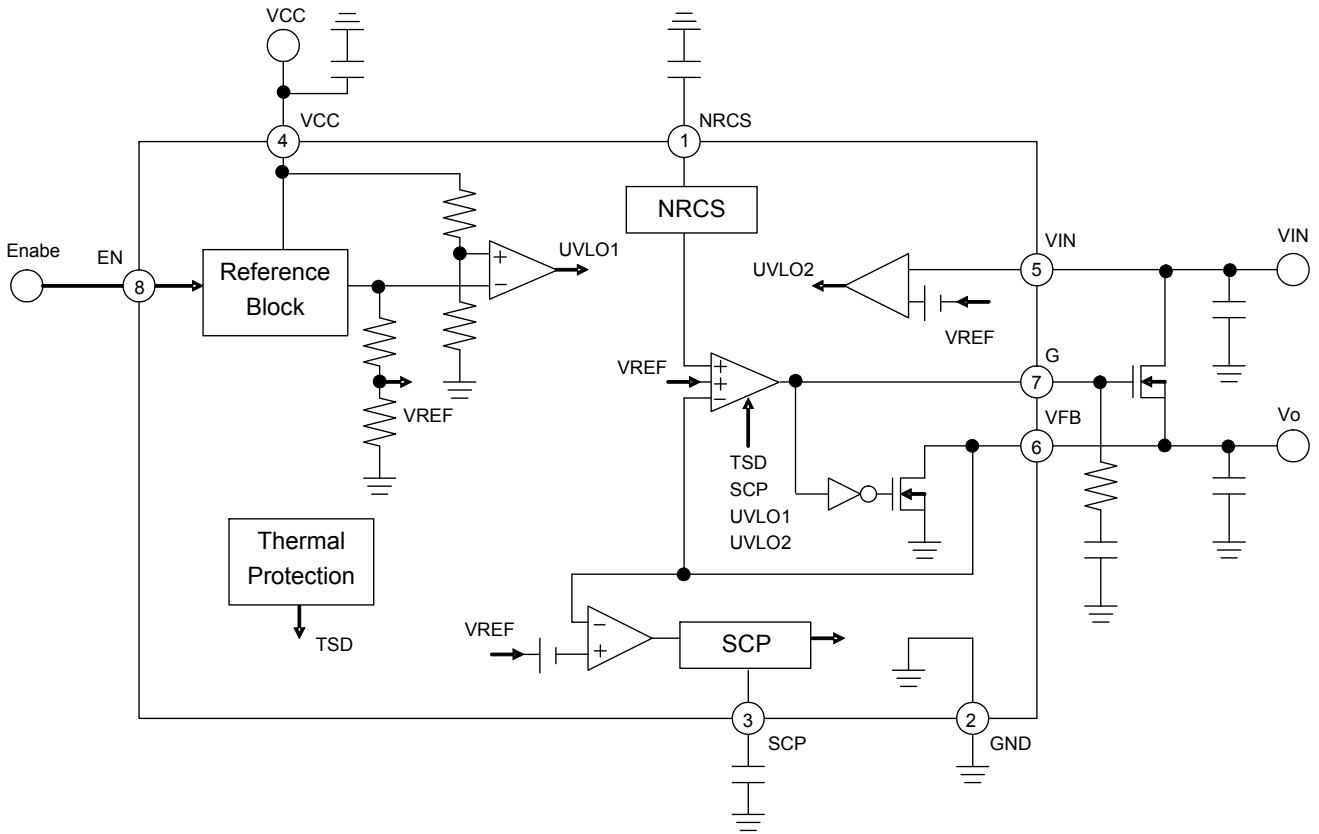 VCC
VCC
4
NRCS
1
NRCS
Enabe
EN
8
Reference
Block
UVLO1
+
−
VREF
UVLO2
VIN
5
VIN
VREF
G
7
VREF
+
+
−
VFB
6
Vo
TSD
SCP
UVLO1
UVLO2
Thermal
Protection
TSD
VREF
−
+
SCP
3
SCP
2
GND